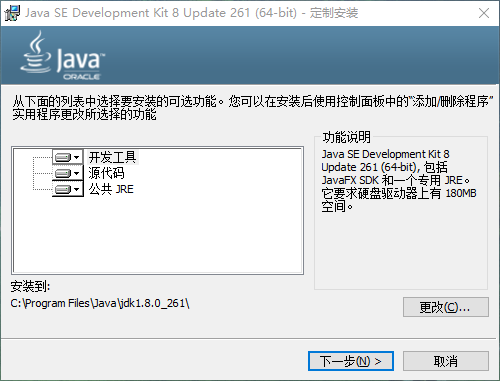 Java SE Development Kit 8 Update 261 (64-bit) - 定制安装
Java
ORACLE
从下面的列表中选择要安装的可选功能。您可以在安装后使用控制面板中的“添加/删除程序”
实用程序更改所选择的功能
开发工具
源代码
公共 JRE
功能说明
Java SE Development Kit 8
Update 261 (64-bit), 包括
JavaFX SDK 和一个专用 JRE。
它要求硬盘驱动器上有 180MB
空间。
安装到:
C:\Program Files\Java\jdk1.8.0_261\
更改(C)...
下一步(N) >
取消